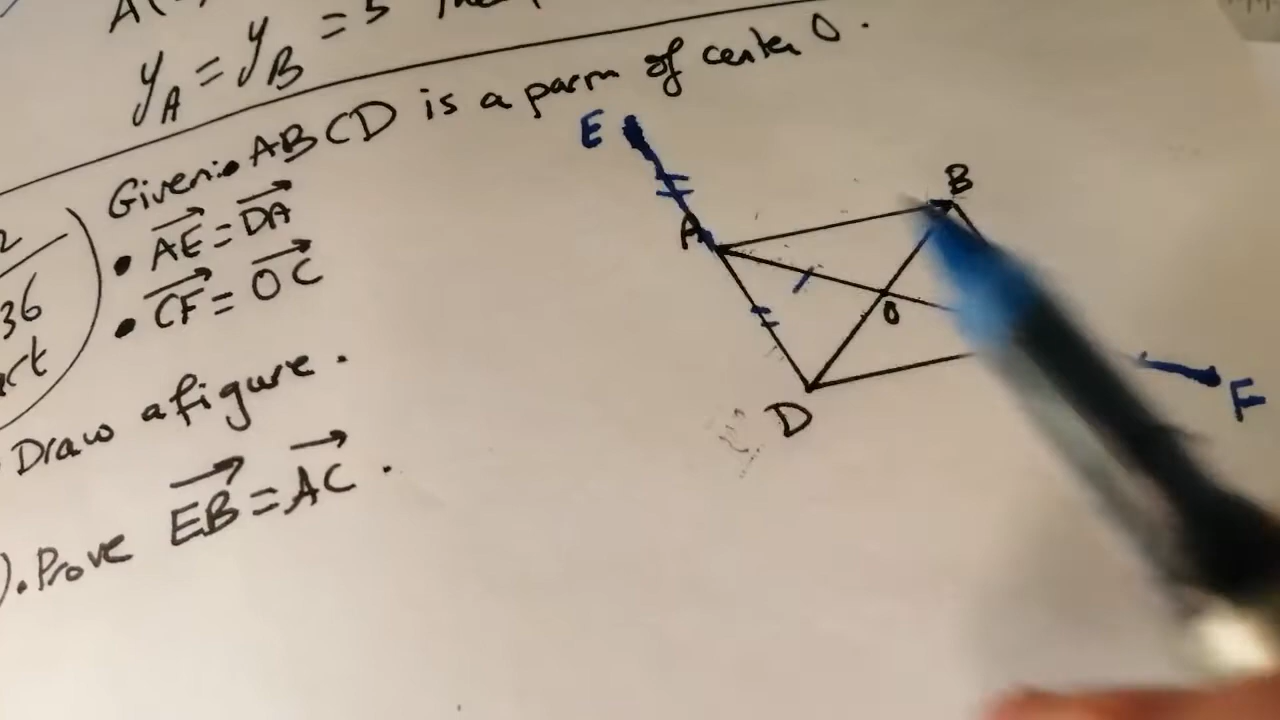 y_A = y_B = 5
Given: • ABCD is a parm of center O.
• AE = DA
• CF = OC
36
Draw a figure.
). Prove EB = AC.
E
B
A
O
D
F